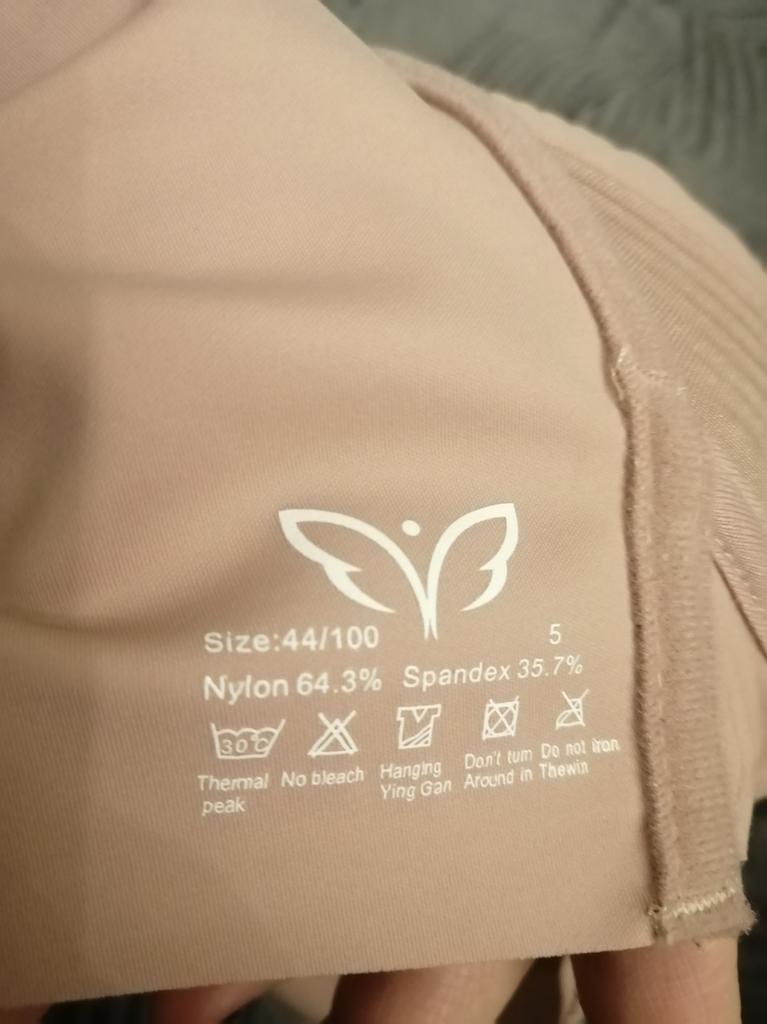 Size:44/100 5
Nylon 64.3% Spandex 35.7%
30°C
Thermal peak
No bleach
Hanging Ying Gan
Don't tum Around in
Do not iron Thewin